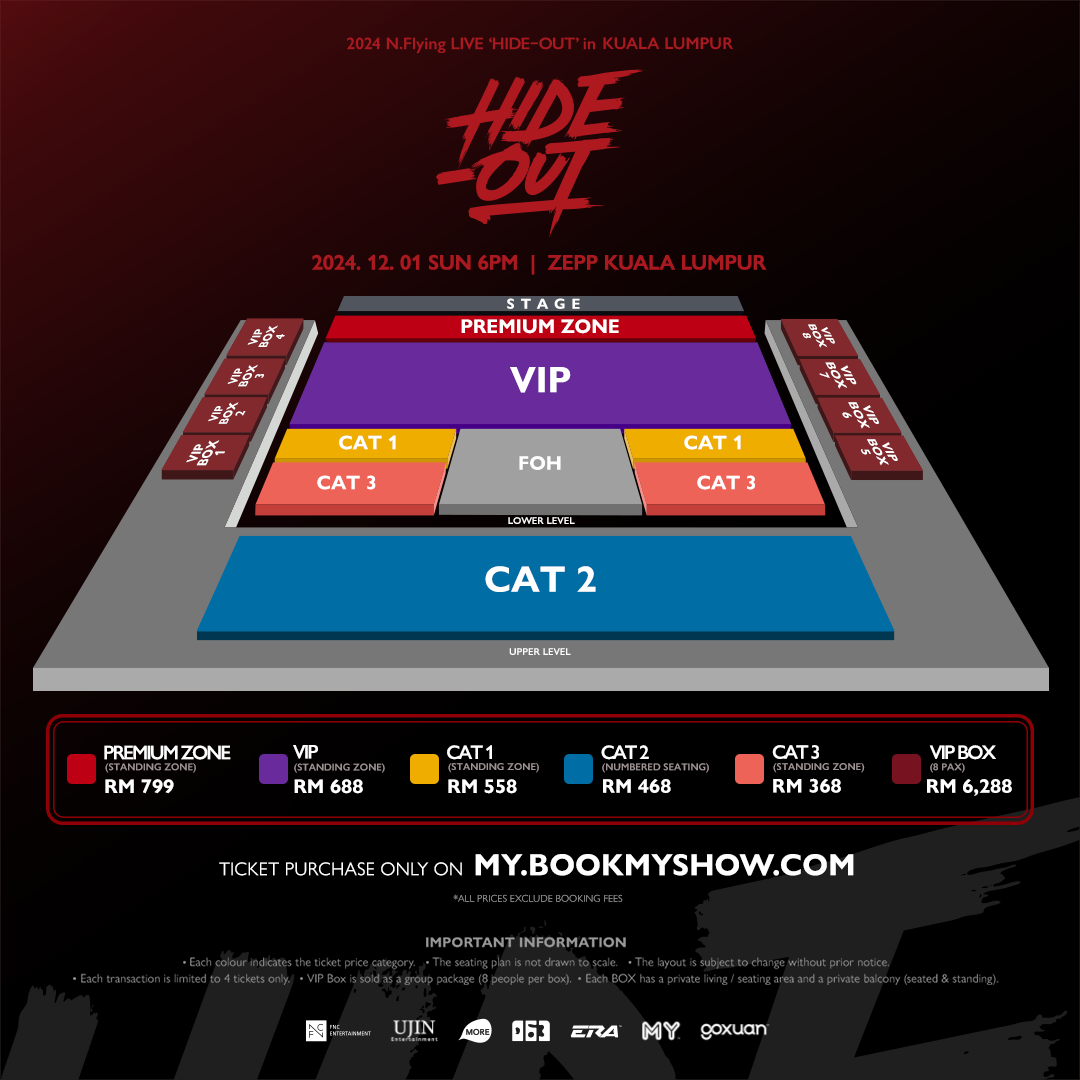 2024 N.Flying LIVE ‘HIDE-OUT’ in KUALA LUMPUR
HIDE
-OUT
2024. 12. 01 SUN 6PM | ZEPP KUALA LUMPUR
STAGE
PREMIUM ZONE
VIP
VIP BOX 4
VIP BOX 3
VIP BOX 2
VIP BOX 1
VIP BOX 8
VIP BOX 7
VIP BOX 6
VIP BOX 5
CAT 1
FOH
CAT 1
CAT 3
CAT 3
LOWER LEVEL
CAT 2
UPPER LEVEL
PREMIUM ZONE
(STANDING ZONE)
RM 799
VIP
(STANDING ZONE)
RM 688
CAT 1
(STANDING ZONE)
RM 558
CAT 2
(NUMBERED SEATING)
RM 468
CAT 3
(STANDING ZONE)
RM 368
VIP BOX
(8 PAX)
RM 6,288
TICKET PURCHASE ONLY ON MY.BOOKMYSHOW.COM
*ALL PRICES EXCLUDE BOOKING FEES
IMPORTANT INFORMATION
• Each colour indicates the ticket price category. • The seating plan is not drawn to scale. • The layout is subject to change without prior notice.
• Each transaction is limited to 4 tickets only. • VIP Box is sold as a group package (8 people per box). • Each BOX has a private living / seating area and a private balcony (seated & standing).
FNC ENTERTAINMENT
UJIN Entertainment
MORE
ERA
MY
goxuan